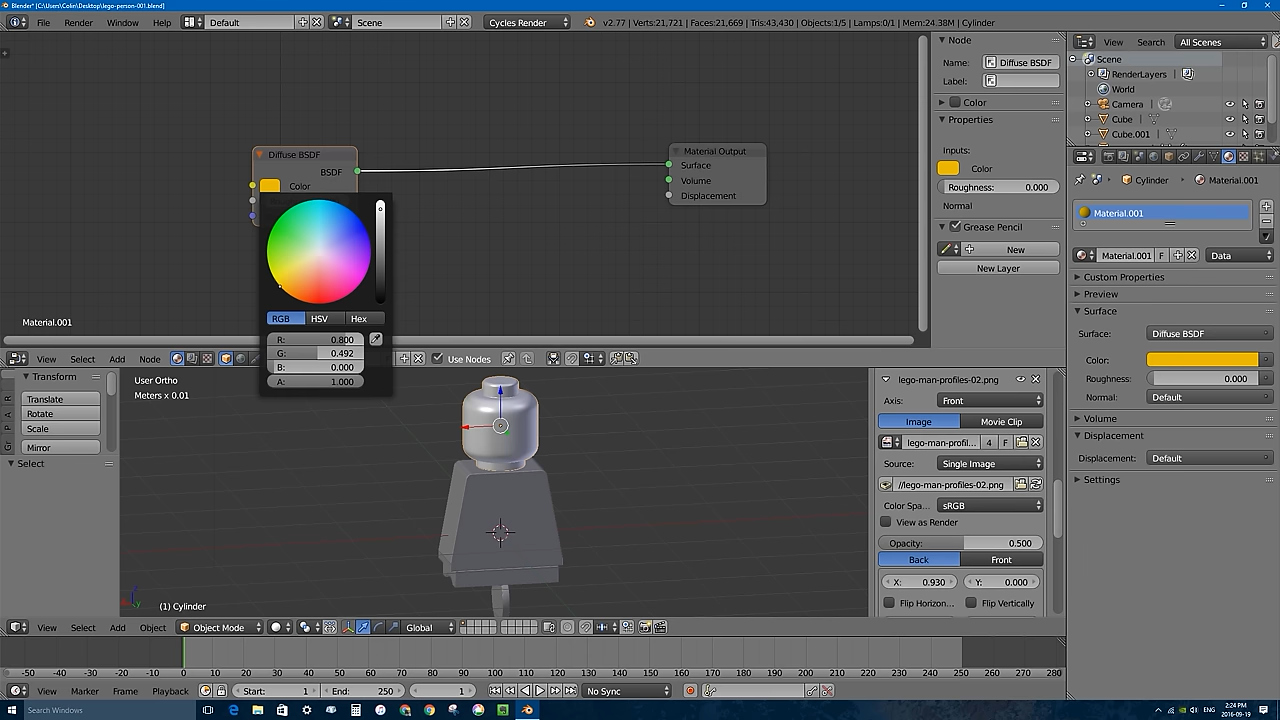 Blender* [C:\Users\Colin\Desktop\lego-person-001.blend]
File Render Window Help Default Scene Cycles Render v2.77 | Verts:21,721 | Faces:21,669 | Tris:43,430 | Objects:1/5 | Lamps:0/1 | Mem:24.38M | Cylinder
View Search All Scenes
Scene
RenderLayers
World
Camera
Cube
Cube.001
Diffuse BSDF
BSDF
Color
Material Output
Surface
Volume
Displacement
RGB HSV Hex
R: 0.800
G: 0.492
B: 0.000
A: 1.000
Material.001
Node
Name: Diffuse BSDF
Label:
Color
Properties
Inputs:
Color
Roughness: 0.000
Normal
Grease Pencil
New
New Layer
Cylinder Material.001
Material.001
Material.001 F Data
Custom Properties
Preview
Surface
Surface: Diffuse BSDF
Color:
Roughness: 0.000
Normal: Default
Volume
Displacement
Displacement: Default
Settings
View Select Add Node Use Nodes
Transform
Translate
Rotate
Scale
Mirror
Select
User Ortho
Meters x 0.01
(1) Cylinder
lego-man-profiles-02.png
Axis: Front
Image Movie Clip
lego-man-profil... 4 F
Source: Single Image
//lego-man-profiles-02.png
Color Spa... sRGB
View as Render
Opacity: 0.500
Back Front
X: 0.930 Y: 0.000
Flip Horizon... Flip Vertically
View Select Add Object Object Mode Global
-50 -40 -30 -20 -10 0 10 20 30 40 50 60 70 80 90 100 110 120 130 140 150 160 170 180 190 200 210 220 230 240 250 260 270 280
View Marker Frame Playback Start: 1 End: 250 1 No Sync
Search Windows
ENG
2:24 PM
2016-09-19